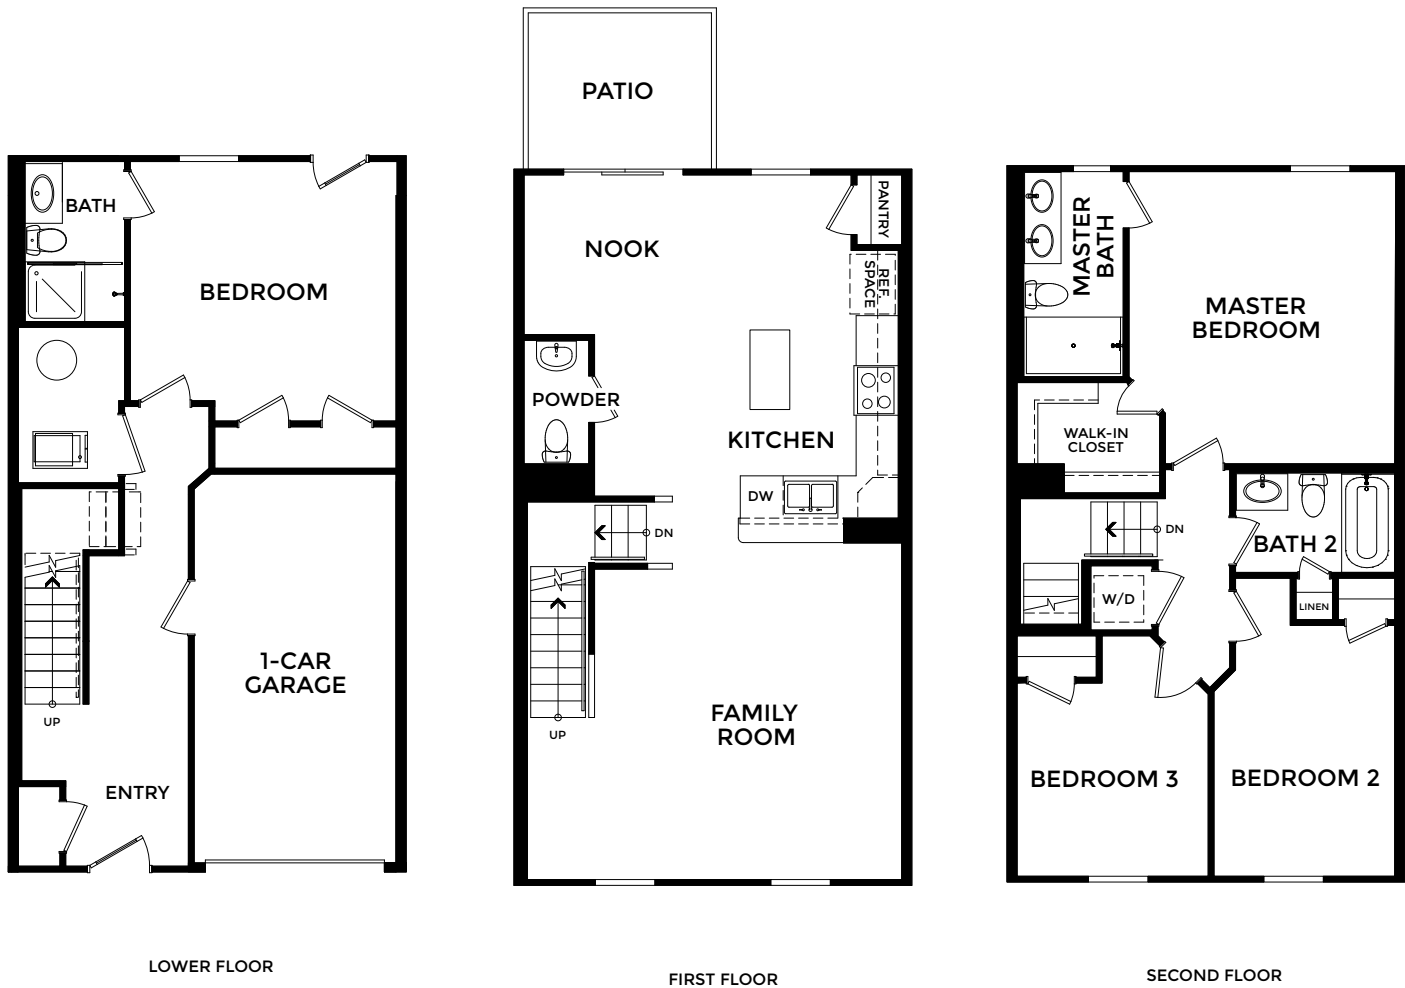 BATH
BEDROOM
UP
1-CAR
GARAGE
ENTRY
LOWER FLOOR
PATIO
NOOK
PANTRY
REF.
SPACE
POWDER
KITCHEN
DW
DN
UP
FAMILY
ROOM
FIRST FLOOR
MASTER
BATH
MASTER
BEDROOM
WALK-IN
CLOSET
DN
BATH 2
W/D
LINEN
BEDROOM 3
BEDROOM 2
SECOND FLOOR